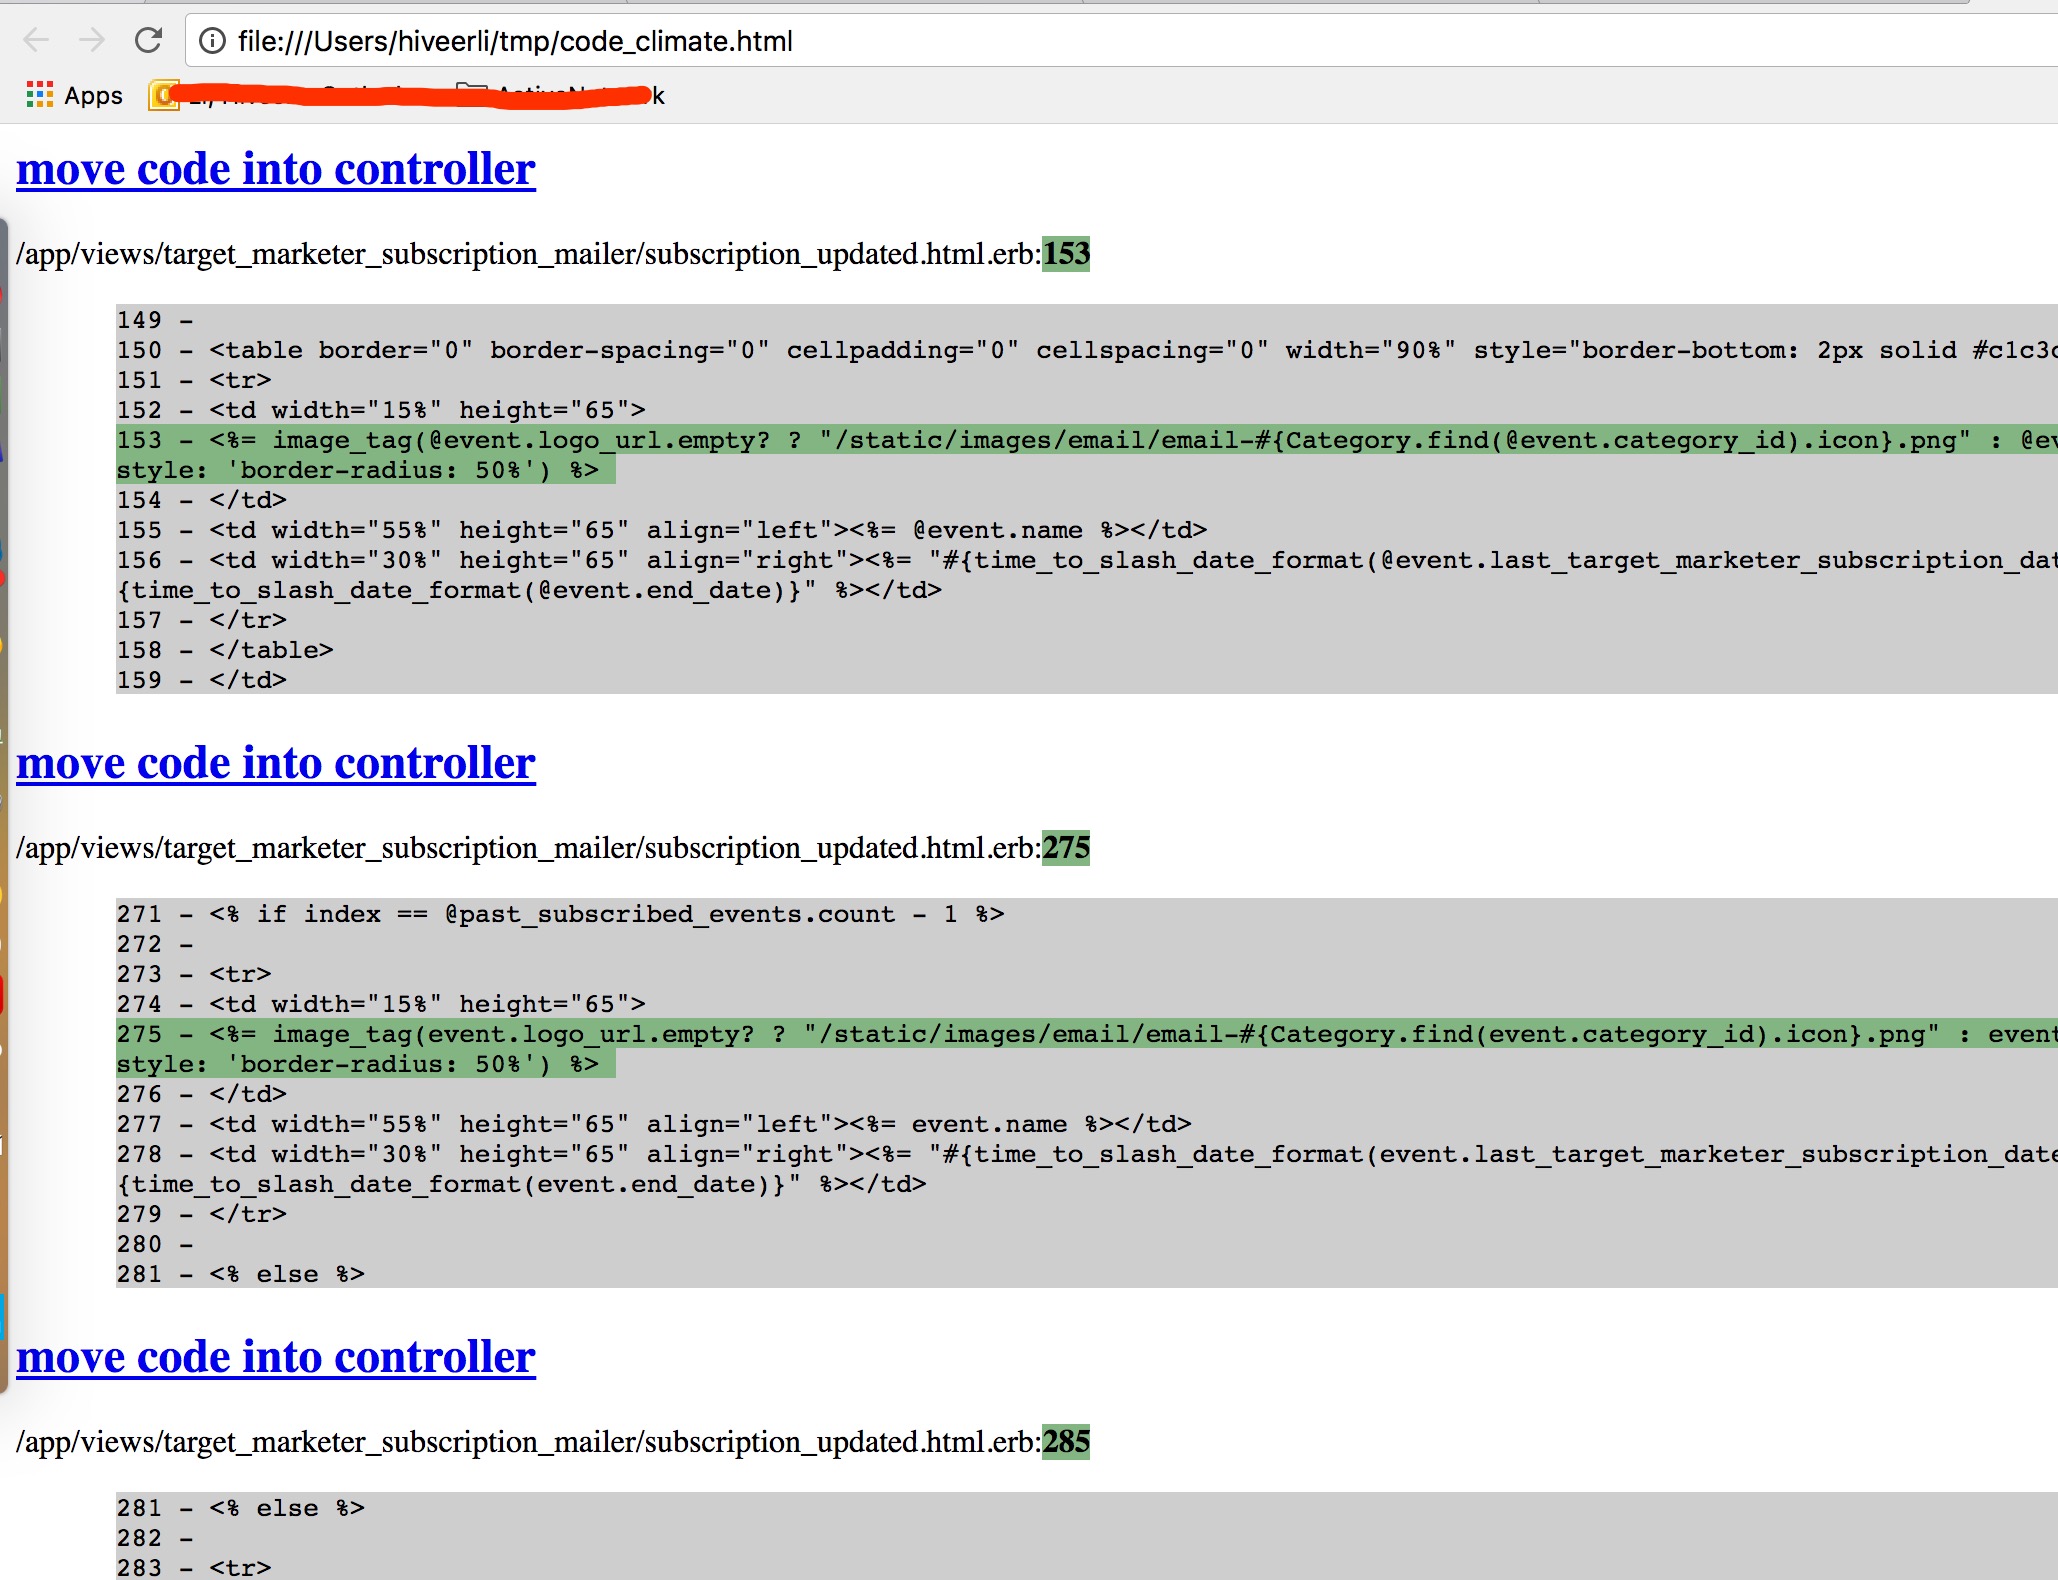 file:///Users/hiveerli/tmp/code_climate.html
Apps
move code into controller
/app/views/target_marketer_subscription_mailer/subscription_updated.html.erb:153
149 -
150 - <table border="0" border-spacing="0" cellpadding="0" cellspacing="0" width="90%" style="border-bottom: 2px solid #c1c3c
151 - <tr>
152 - <td width="15%" height="65">
153 - <%= image_tag(@event.logo_url.empty? ? "/static/images/email/email-#{Category.find(@event.category_id).icon}.png" : @ev
style: 'border-radius: 50%') %>
154 - </td>
155 - <td width="55%" height="65" align="left"><%= @event.name %></td>
156 - <td width="30%" height="65" align="right"><%= "#{time_to_slash_date_format(@event.last_target_marketer_subscription_dat
{time_to_slash_date_format(@event.end_date)}" %></td>
157 - </tr>
158 - </table>
159 - </td>
move code into controller
/app/views/target_marketer_subscription_mailer/subscription_updated.html.erb:275
271 - <% if index == @past_subscribed_events.count - 1 %>
272 -
273 - <tr>
274 - <td width="15%" height="65">
275 - <%= image_tag(event.logo_url.empty? ? "/static/images/email/email-#{Category.find(event.category_id).icon}.png" : event
style: 'border-radius: 50%') %>
276 - </td>
277 - <td width="55%" height="65" align="left"><%= event.name %></td>
278 - <td width="30%" height="65" align="right"><%= "#{time_to_slash_date_format(event.last_target_marketer_subscription_date
{time_to_slash_date_format(event.end_date)}" %></td>
279 - </tr>
280 -
281 - <% else %>
move code into controller
/app/views/target_marketer_subscription_mailer/subscription_updated.html.erb:285
281 - <% else %>
282 -
283 - <tr>